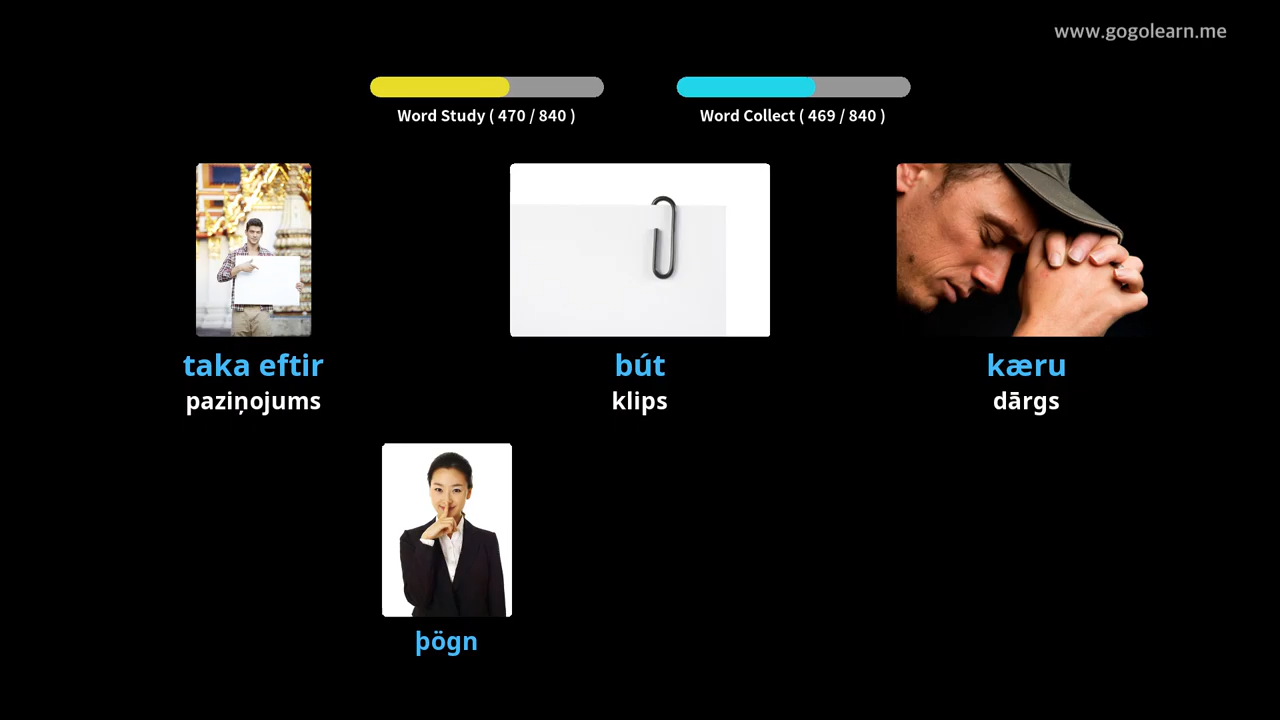 www.gogolearn.me
Word Study ( 470 / 840 )
Word Collect ( 469 / 840 )
taka eftir
paziņojums
bút
klips
kæru
dārgs
þögn